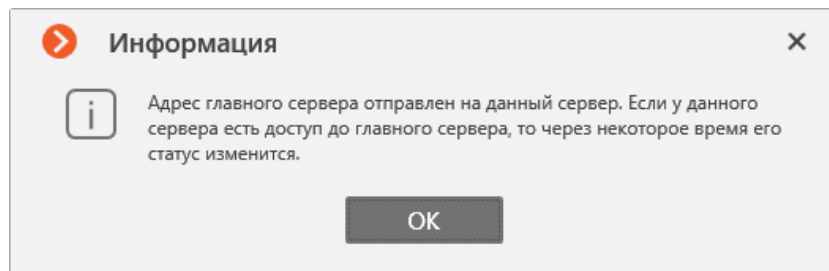 Информация
Адрес главного сервера отправлен на данный сервер. Если у данного
сервера есть доступ до главного сервера, то через некоторое время его
статус изменится.
OK